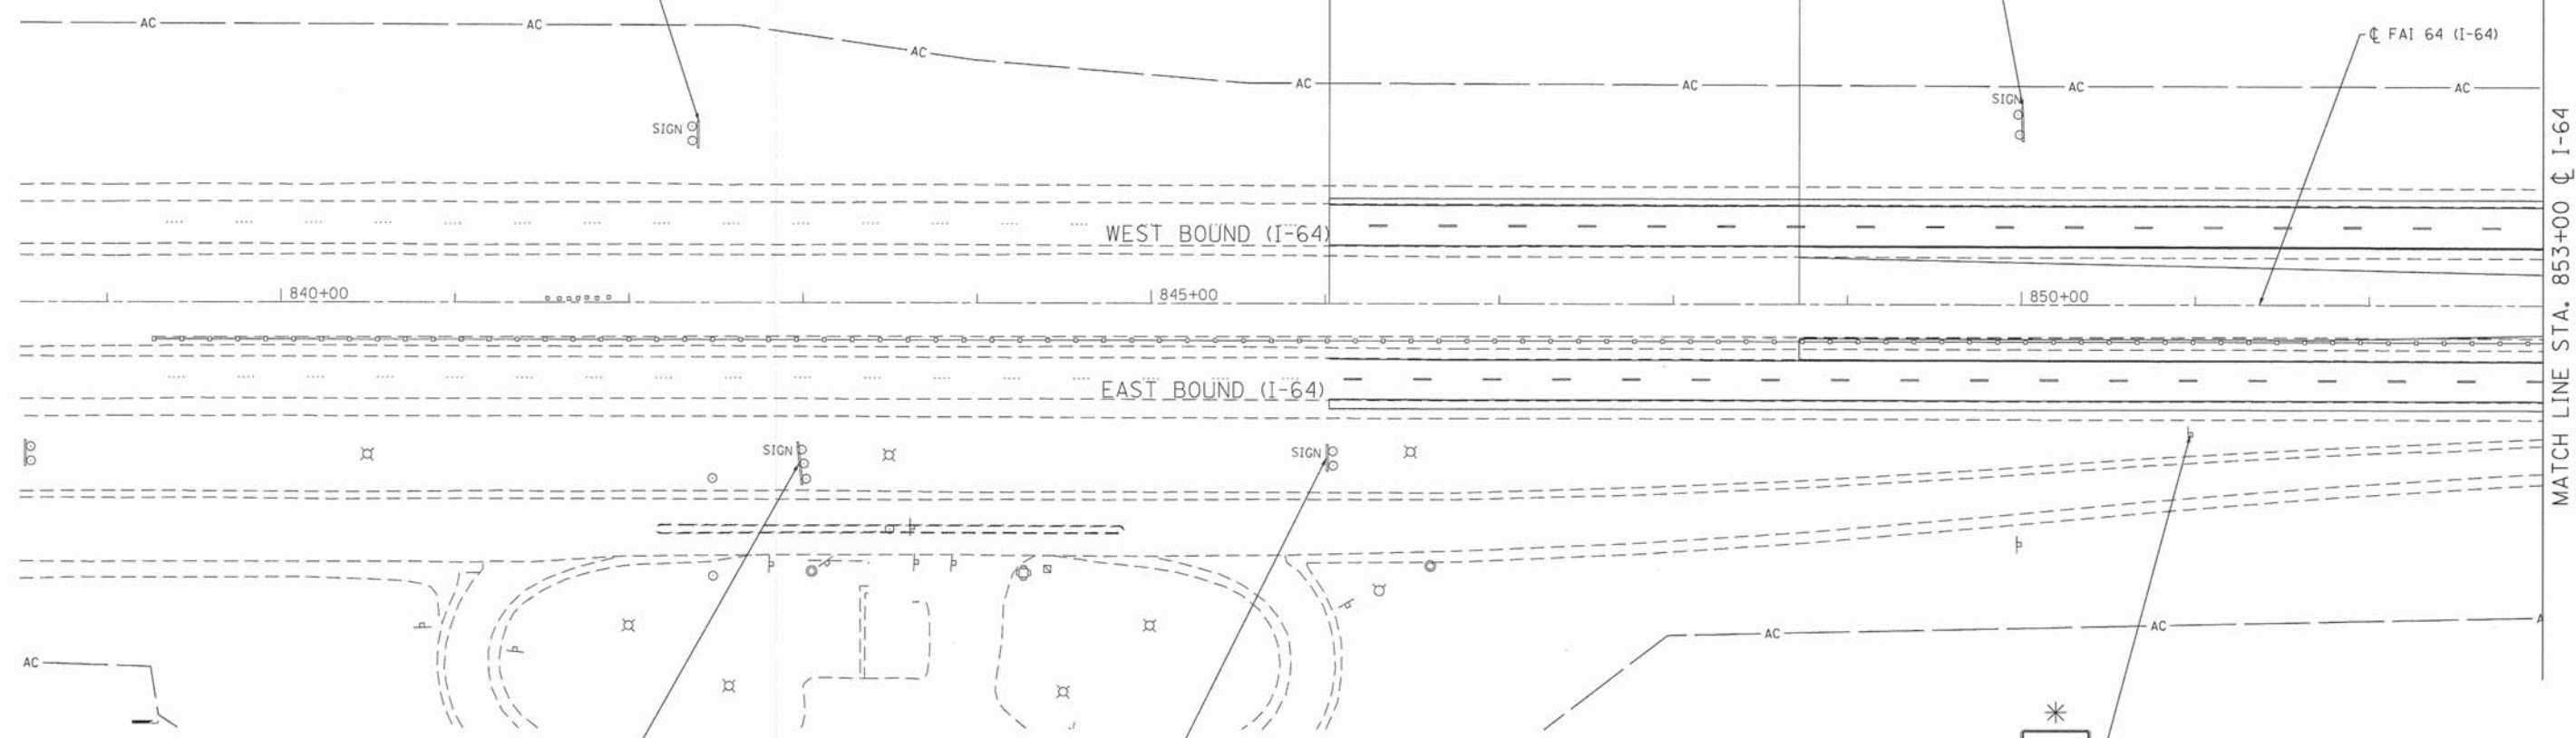 AC
AC
AC
AC
AC
AC
AC
℄ FAI 64 (I-64)
SIGN
SIGN
WEST BOUND (I-64)
840+00
845+00
850+00
EAST BOUND (I-64)
SIGN
SIGN
AC
AC
AC
A
MATCH LINE STA. 853+00 ℄ I-64